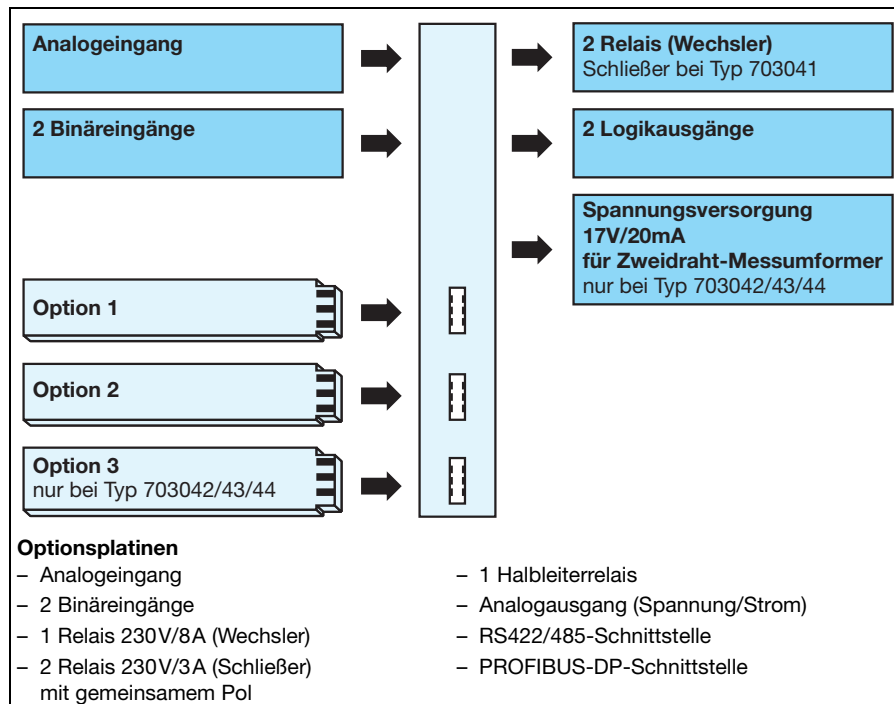 Analogeingang
2 Relais (Wechsler)
Schließer bei Typ 703041
2 Binäreingänge
2 Logikausgänge
Spannungsversorgung
17V/20mA
für Zweidraht-Messumformer
nur bei Typ 703042/43/44
Option 1
Option 2
Option 3
nur bei Typ 703042/43/44
Optionsplatinen
– Analogeingang
– 2 Binäreingänge
– 1 Relais 230V/8A (Wechsler)
– 2 Relais 230V/3A (Schließer)
mit gemeinsamem Pol
– 1 Halbleiterrelais
– Analogausgang (Spannung/Strom)
– RS422/485-Schnittstelle
– PROFIBUS-DP-Schnittstelle